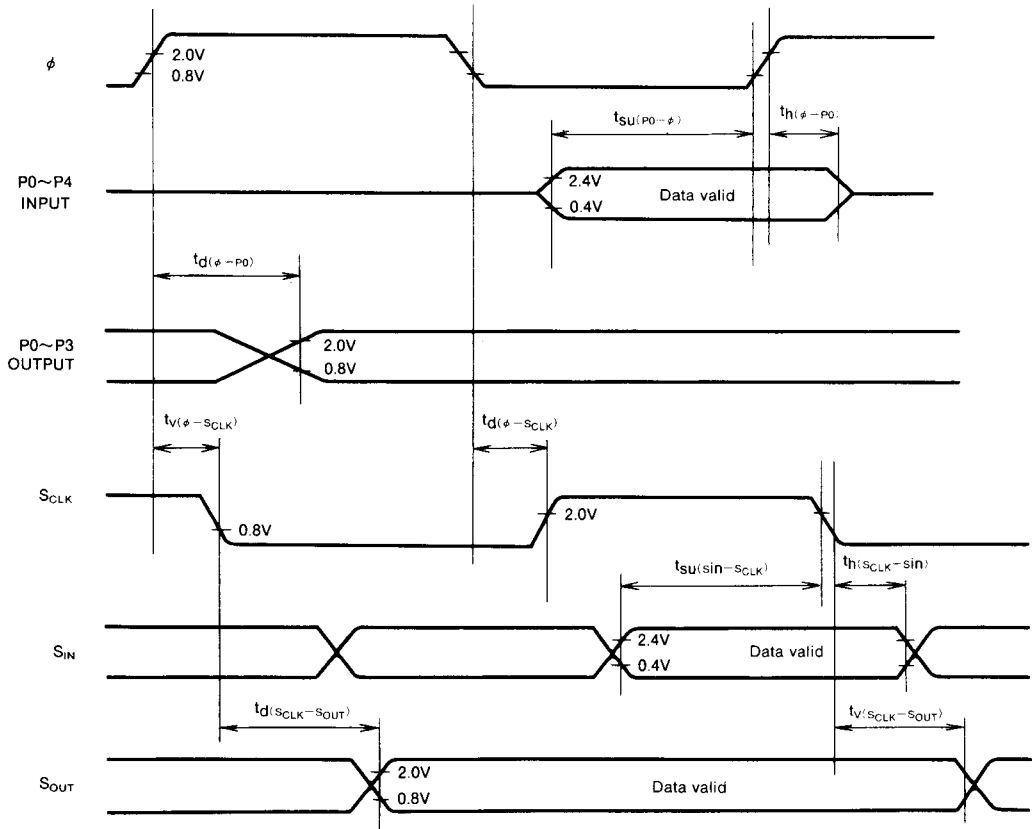 ϕ
2.0V
0.8V
tsu(P0−ϕ)
th(ϕ−P0)
P0~P4
INPUT
2.4V
0.4V
Data valid
td(ϕ−P0)
P0~P3
OUTPUT
2.0V
0.8V
tv(ϕ−SCLK)
td(ϕ−SCLK)
SCLK
0.8V
2.0V
tsu(sin−SCLK)
th(SCLK−sin)
SIN
2.4V
0.4V
Data valid
td(SCLK−SOUT)
tv(SCLK−SOUT)
SOUT
2.0V
0.8V
Data valid